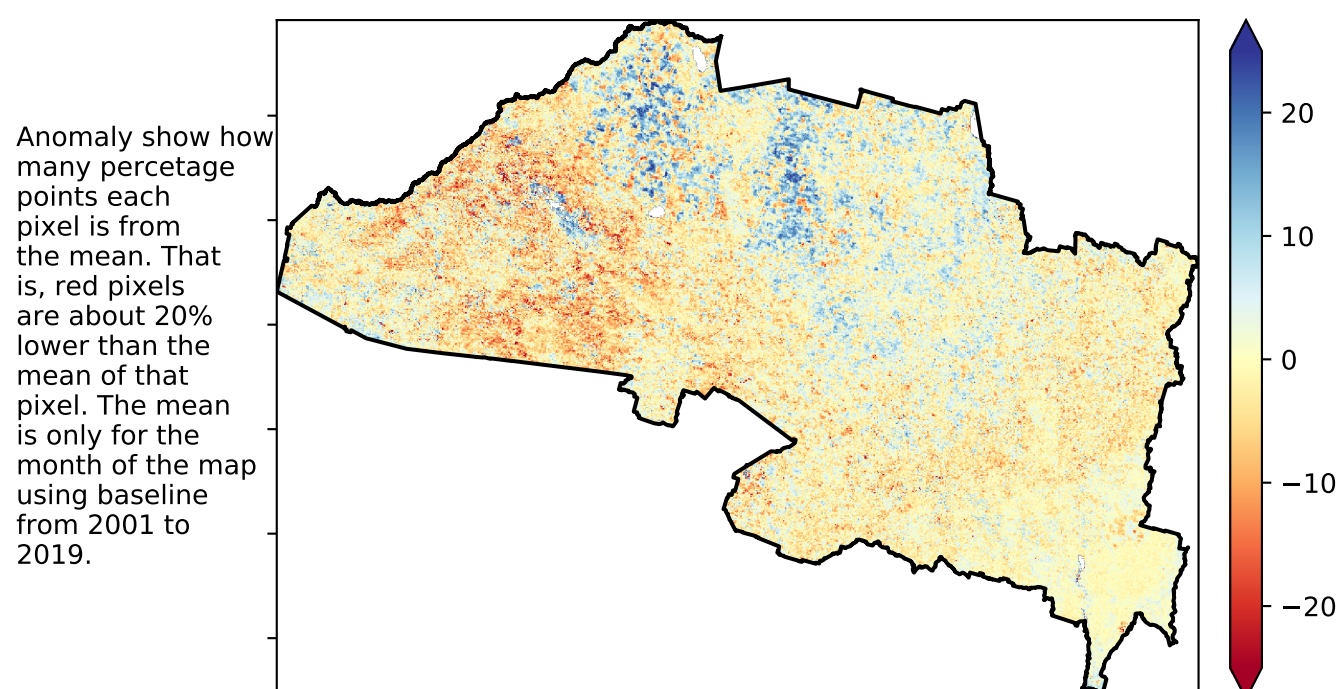 Anomaly show how
many percetage
points each
pixel is from
the mean. That
is, red pixels
are about 20%
lower than the
mean of that
pixel. The mean
is only for the
month of the map
using baseline
from 2001 to
2019.
20
10
0
−10
−20